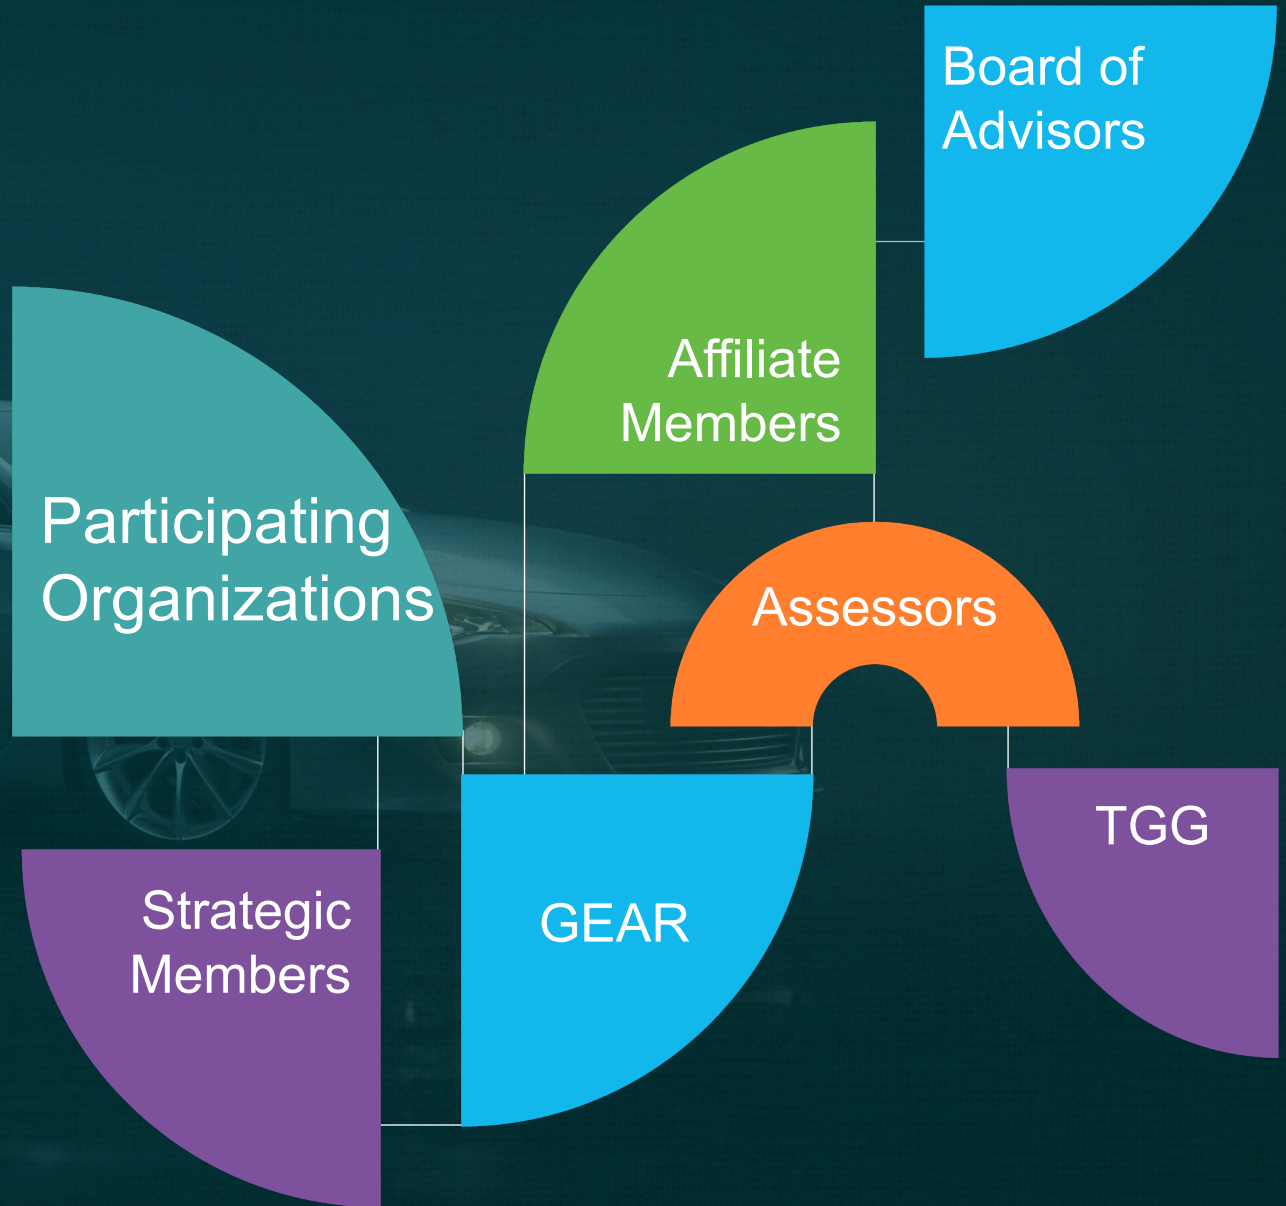 Board of
Advisors
Affiliate
Members
Participating
Organizations
Assessors
TGG
Strategic
Members
GEAR